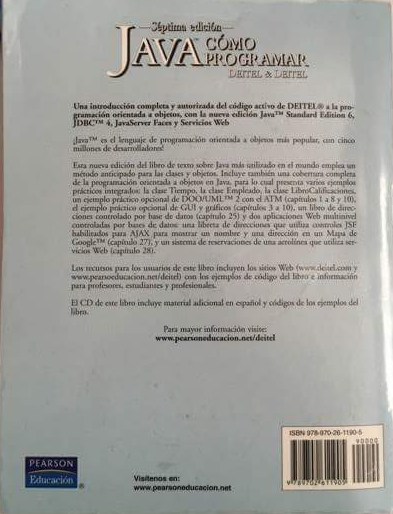 Séptima edición
JAVA™ CÓMO
PROGRAMAR
DEITEL & DEITEL
Una introducción completa y autorizada del código activo de DEITEL® a la pro-
gramación orientada a objetos, con la nueva edición Java™ Standard Edition 6,
JDBC™ 4, JavaServer Faces y Servicios Web
¡Java™ es el lenguaje de programación orientada a objetos más popular, con cinco
millones de desarrolladores!
Esta nueva edición del libro de texto sobre Java más utilizado en el mundo emplea un
método anticipado para las clases y objetos. Incluye también una cobertura completa
de la programación orientada a objetos en Java, para lo cual presenta varios ejemplos
prácticos integrados: la clase Tiempo, la clase Empleado, la clase LibroCalificaciones,
un ejemplo práctico opcional de DOO/UML™ 2 con el ATM (capítulos 1 a 8 y 10),
el ejemplo práctico opcional de GUI y gráficos (capítulos 3 a 10), un libro de direc-
ciones controlado por base de datos (capítulo 25) y dos aplicaciones Web multinivel
controladas por bases de datos: una libreta de direcciones que utiliza controles JSF
habilitados para AJAX para mostrar un nombre y una dirección en un Mapa de
Google™ (capítulo 27), y un sistema de reservaciones de una aerolínea que utiliza ser-
vicios Web (capítulo 28).
Los recursos para los usuarios de este libro incluyen los sitios Web (www.deitel.com y
www.pearsoneducacion.net/deitel) con los ejemplos de código del libro e información
para profesores, estudiantes y profesionales.
El CD de este libro incluye material adicional en español y códigos de los ejemplos del
libro.
Para mayor información visite:
www.pearsoneducacion.net/deitel
ISBN 978-970-26-1190-5
90000
9 789702 611905
PEARSON
Educación
®
Visítenos en:
www.pearsoneducacion.net